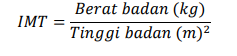 IMT = Berat badan (kg)
Tinggi badan (m)²